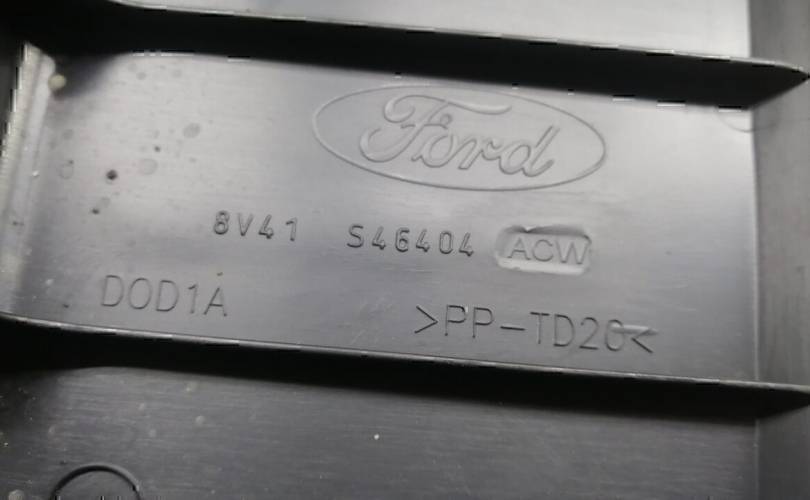 Ford
8V41 S46404 ACW
DOD1A >PP-TD20<